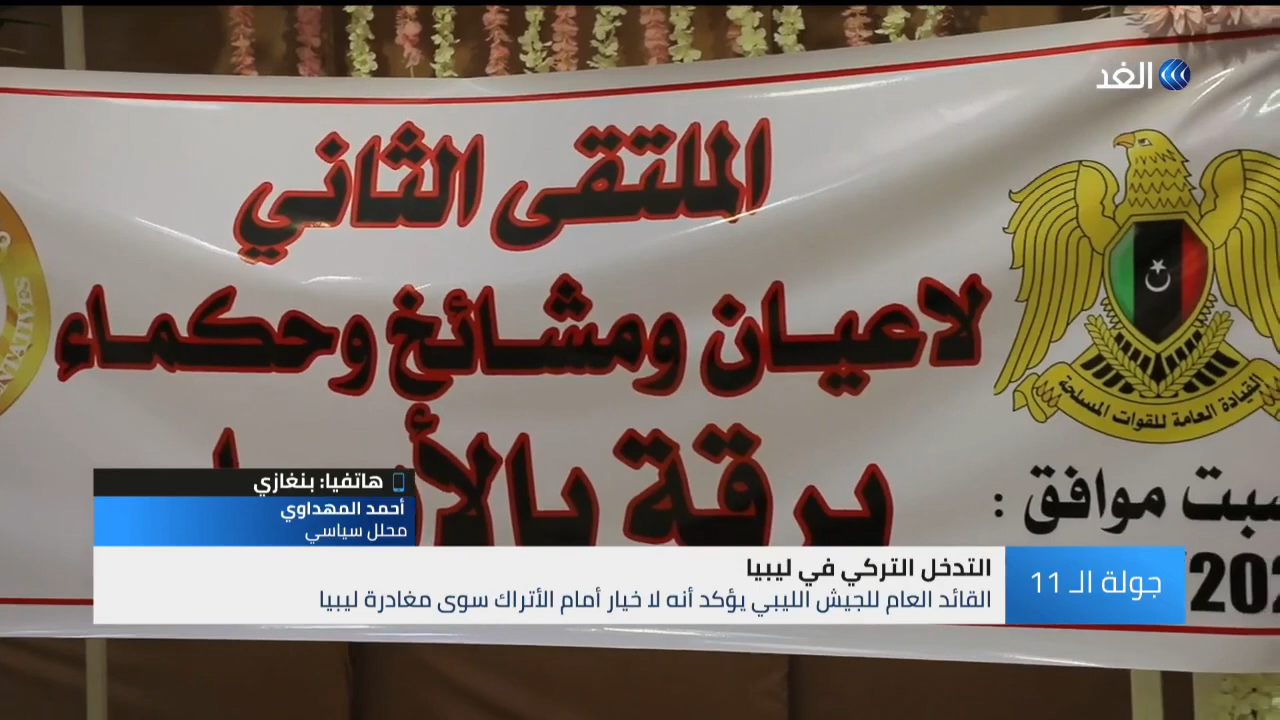 الغد
الملتقى الثاني
لاعيان ومشائخ وحكماء
برقة
القيادة العامة للقوات المسلحة
موافق :
هاتفيا: بنغازي
أحمد المهداوي
محلل سياسي
جولة الـ 11
التدخل التركي في ليبيا
القائد العام للجيش الليبي يؤكد أنه لا خيار أمام الأتراك سوى مغادرة ليبيا